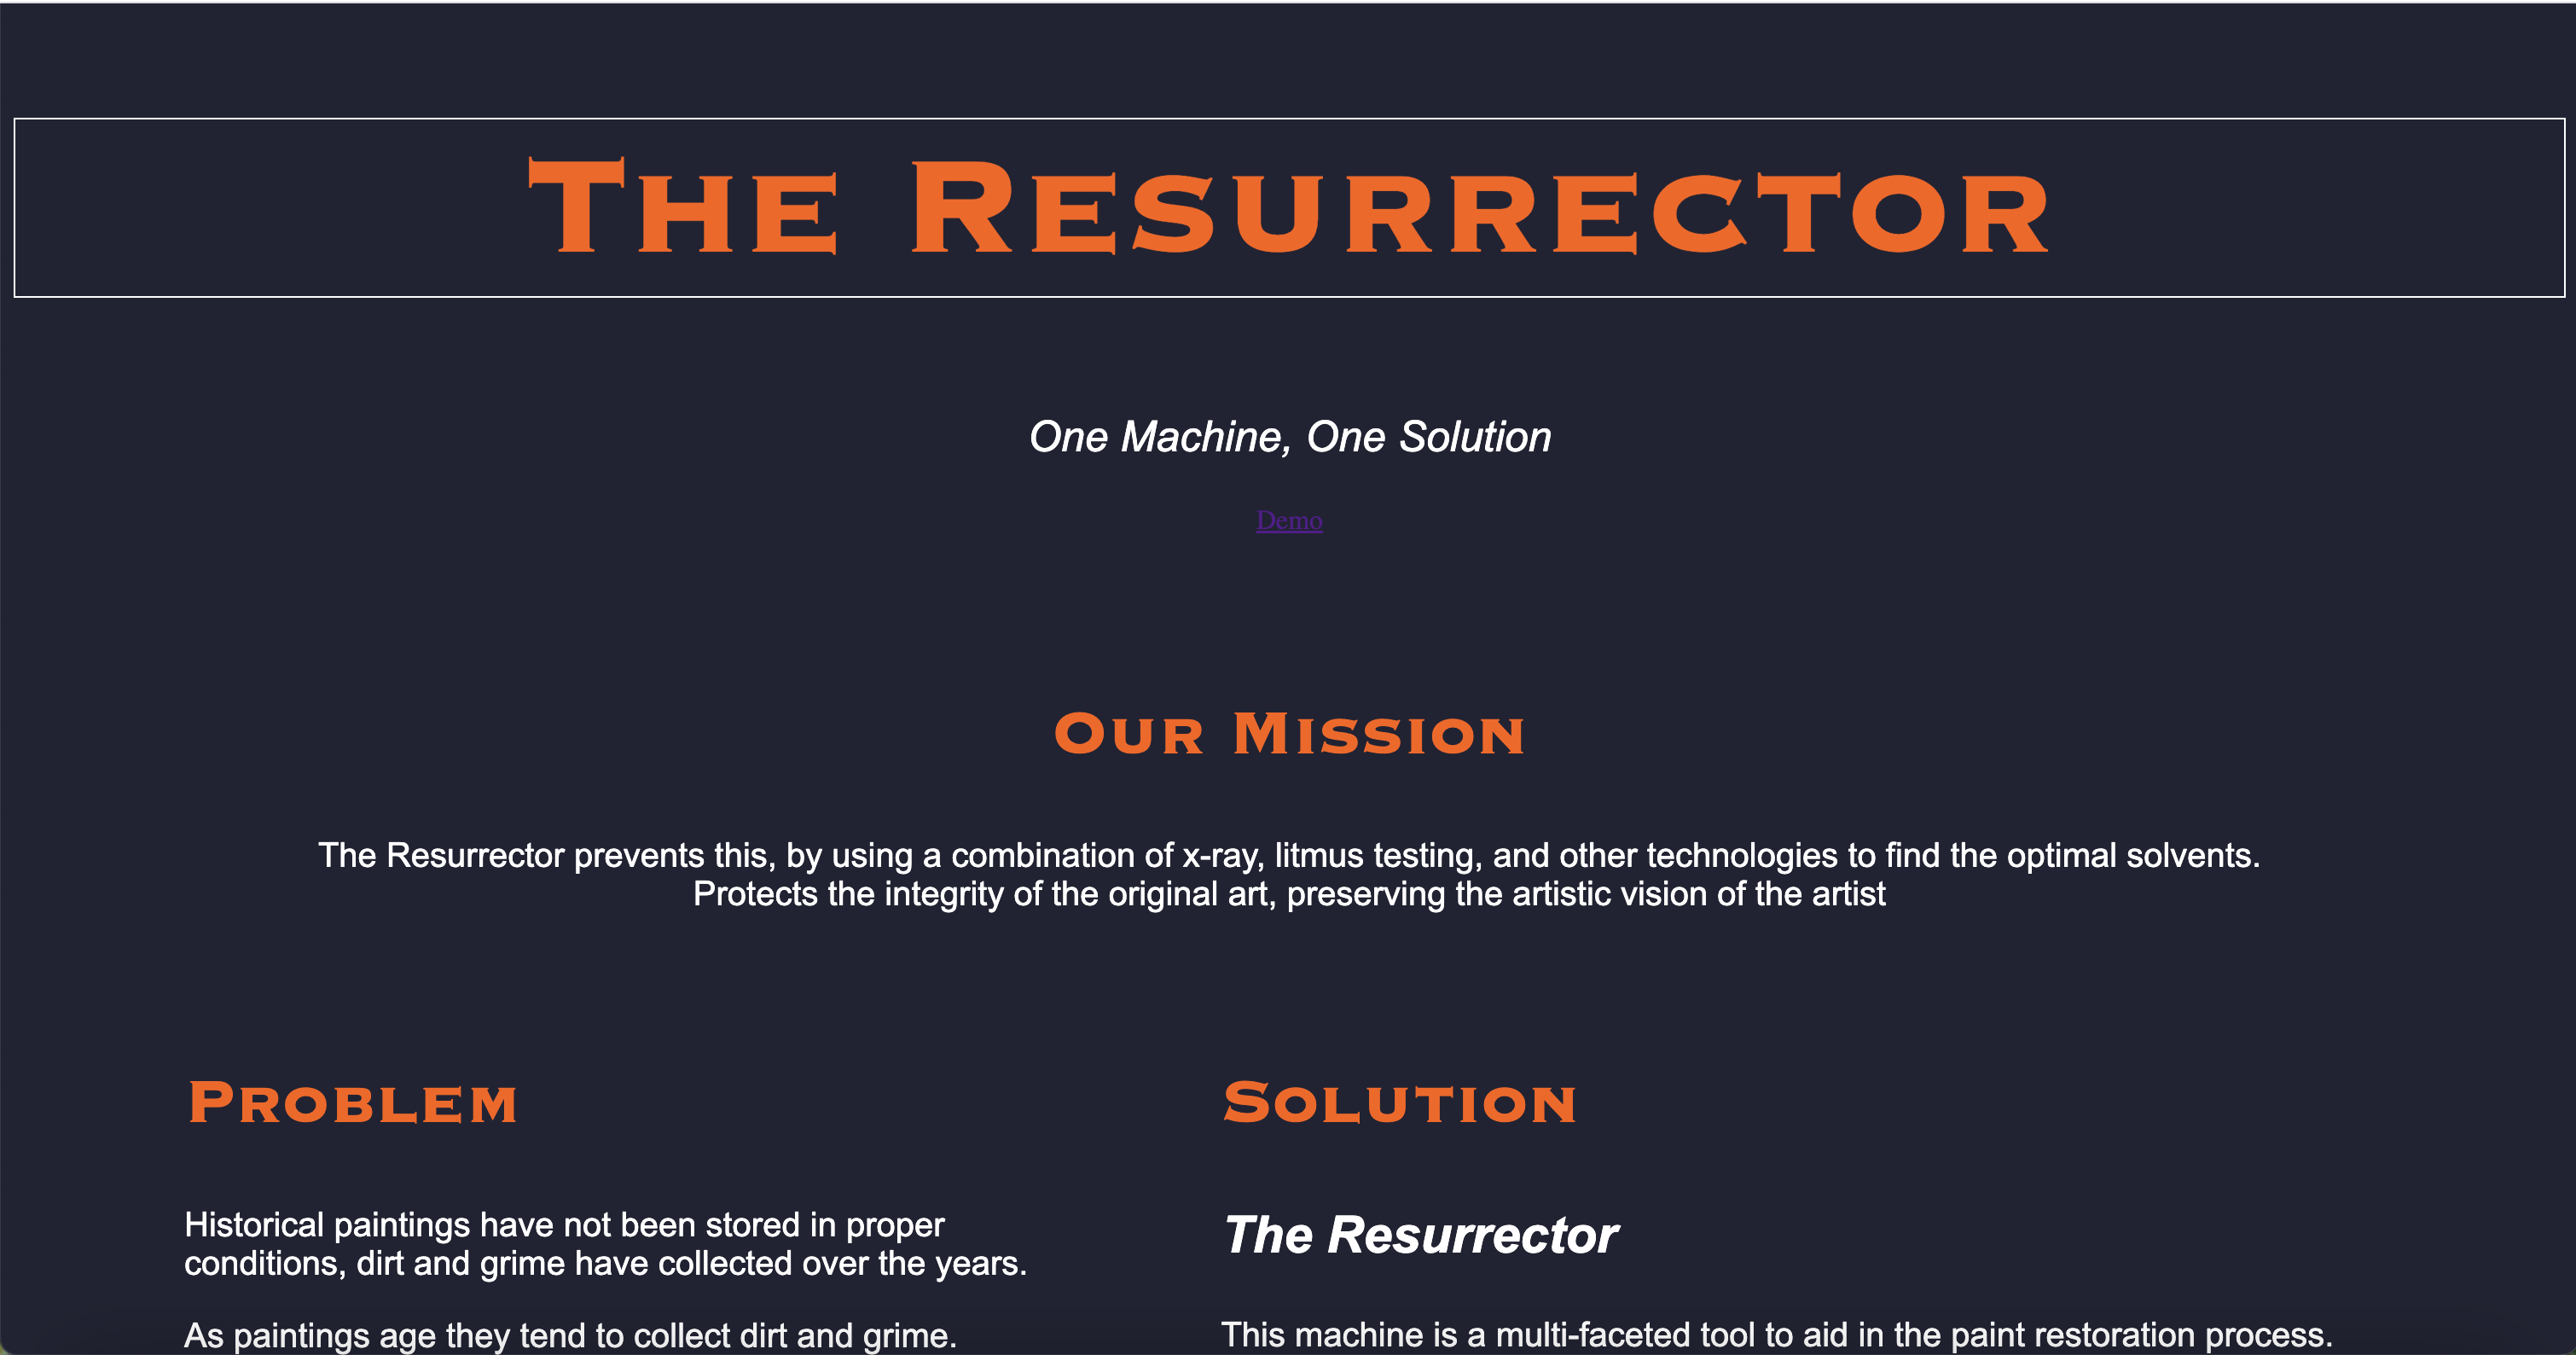 The Resurrector
One Machine, One Solution
Demo
Our Mission
The Resurrector prevents this, by using a combination of x-ray, litmus testing, and other technologies to find the optimal solvents.
Protects the integrity of the original art, preserving the artistic vision of the artist
Problem
Historical paintings have not been stored in proper
conditions, dirt and grime have collected over the years.
As paintings age they tend to collect dirt and grime.
Solution
The Resurrector
This machine is a multi-faceted tool to aid in the paint restoration process.